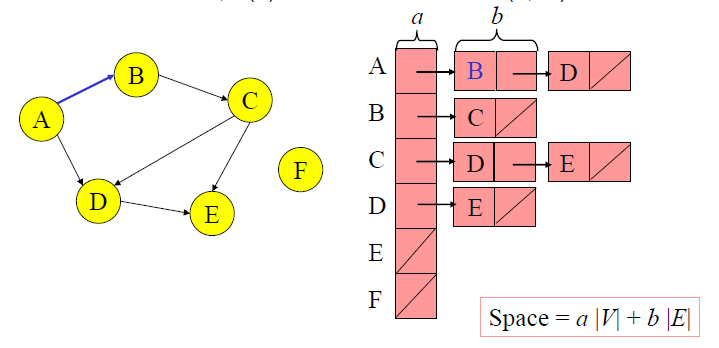 a b
A B D
B C
C D E
D E
E
F
B
C
A
F
D
E
Space = a |V| + b |E|